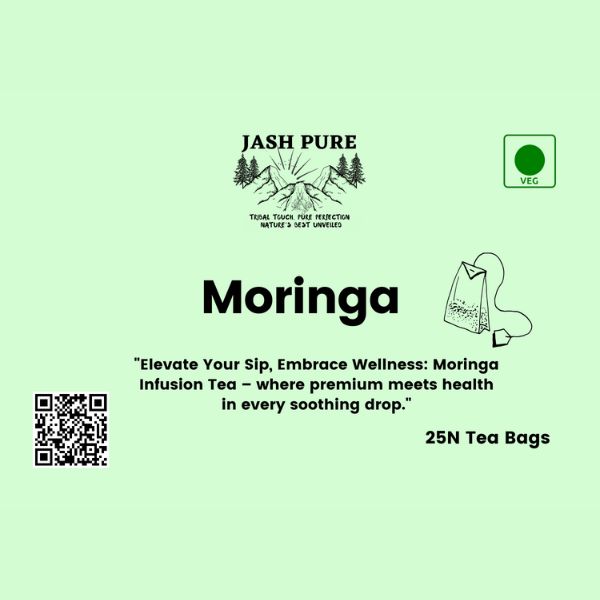 JASH PURE
TRIBAL TOUCH, PURE PERFECTION
NATURE'S BEST UNVEILED
VEG
Moringa
"Elevate Your Sip, Embrace Wellness: Moringa
Infusion Tea – where premium meets health
in every soothing drop."
25N Tea Bags